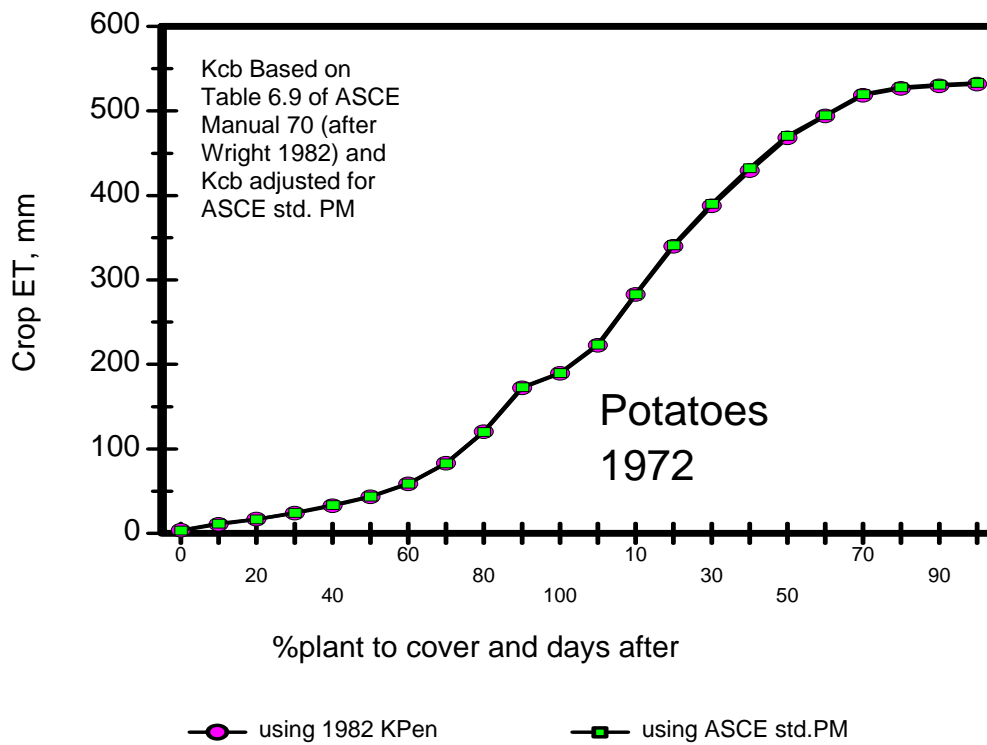 600
500
400
300
200
100
0
Crop ET, mm
Kcb Based on
Table 6.9 of ASCE
Manual 70 (after
Wright 1982) and
Kcb adjusted for
ASCE std. PM
Potatoes
1972
0 60 10 70
20 80 30 90
40 100 50
%plant to cover and days after
using 1982 KPen
using ASCE std.PM